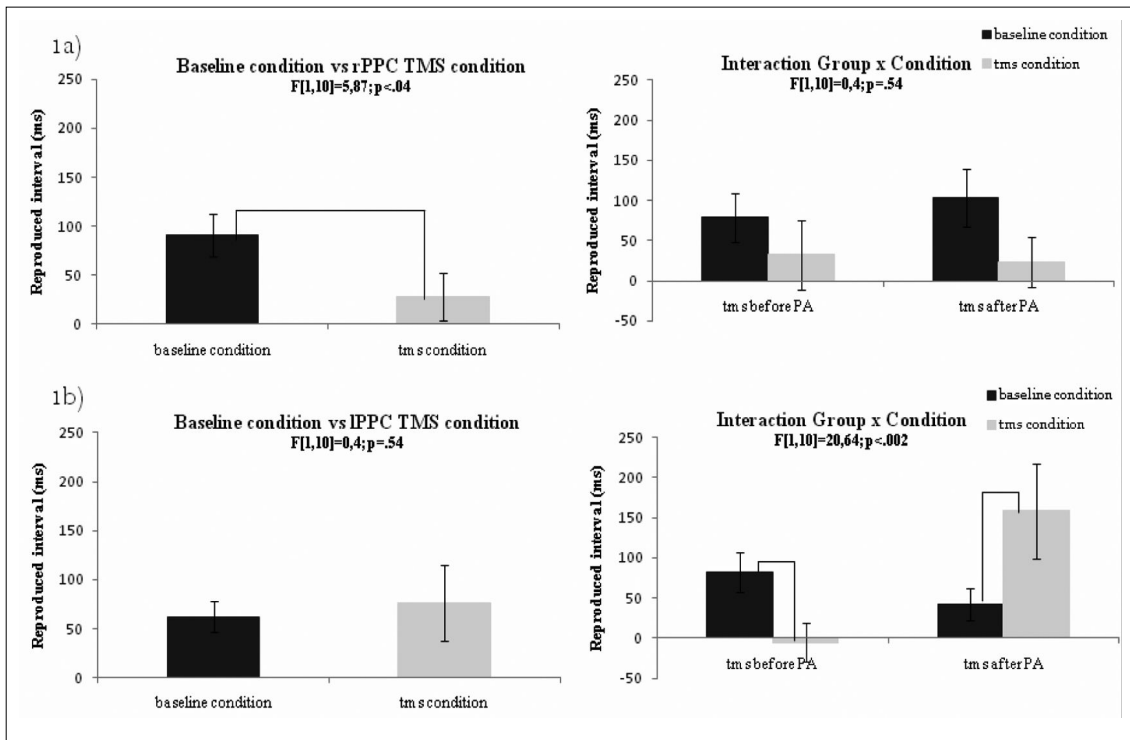 1a)
Baseline condition vs rPPC TMS condition
F[1,10]=5,87; p<.04
Reproduced interval (ms)
250
200
150
100
50
0
baseline condition
tms condition
baseline condition
tms condition
Interaction Group x Condition
F[1,10]=0,4; p=.54
Reproduced interval (ms)
250
200
150
100
50
0
-50
tms before PA
tms after PA
1b)
Baseline condition vs lPPC TMS condition
F[1,10]=0,4; p=.54
Reproduced interval (ms)
250
200
150
100
50
0
baseline condition
tms condition
baseline condition
tms condition
Interaction Group x Condition
F[1,10]=20,64; p<.002
Reproduced interval (ms)
250
200
150
100
50
0
-50
tms before PA
tms after PA